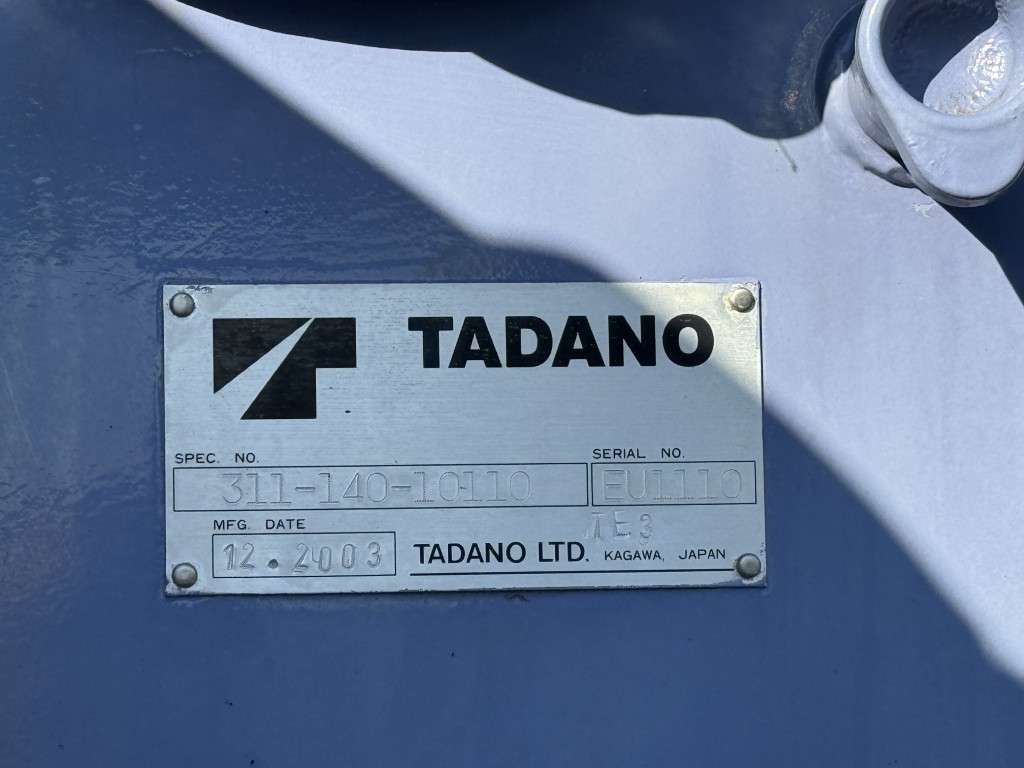 TADANO
SPEC. NO.
SERIAL NO.
311-140-10110
EU1110
MFG. DATE
TE3
12.2003
TADANO LTD. KAGAWA, JAPAN